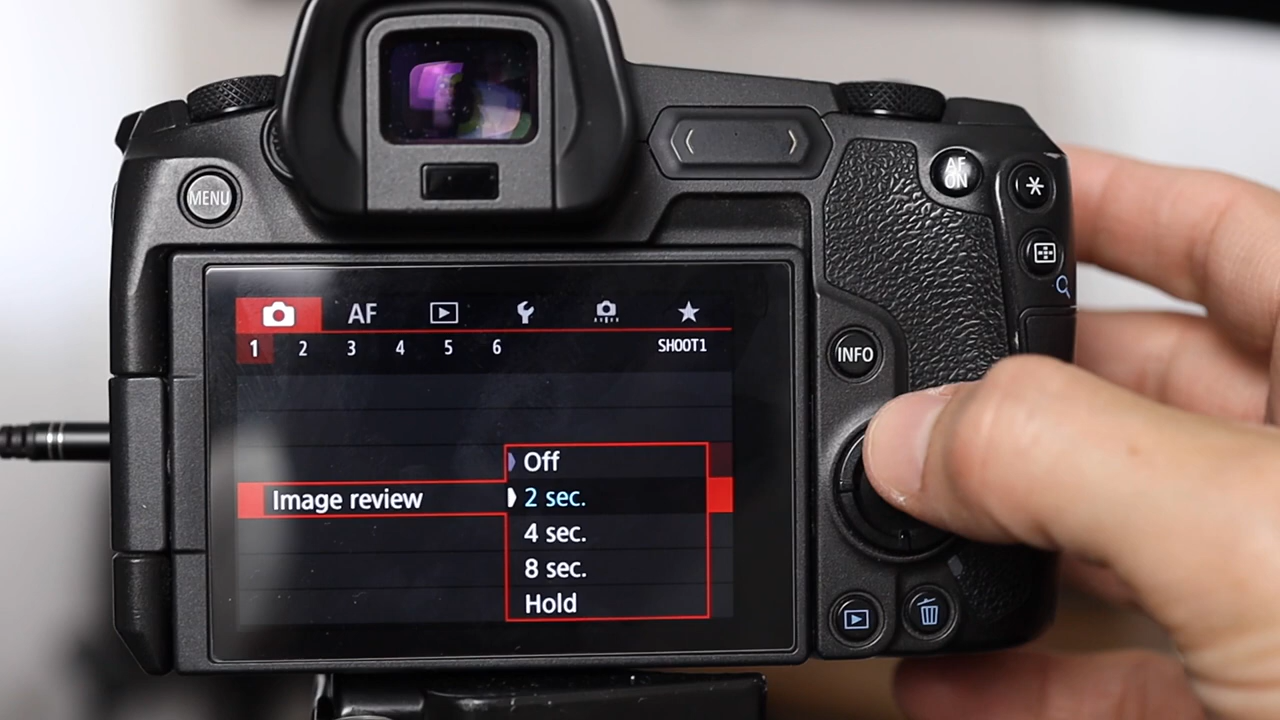 MENU
AF
ON
INFO
AF
1 2 3 4 5 6 SHOOT1
Image review
Off
2 sec.
4 sec.
8 sec.
Hold